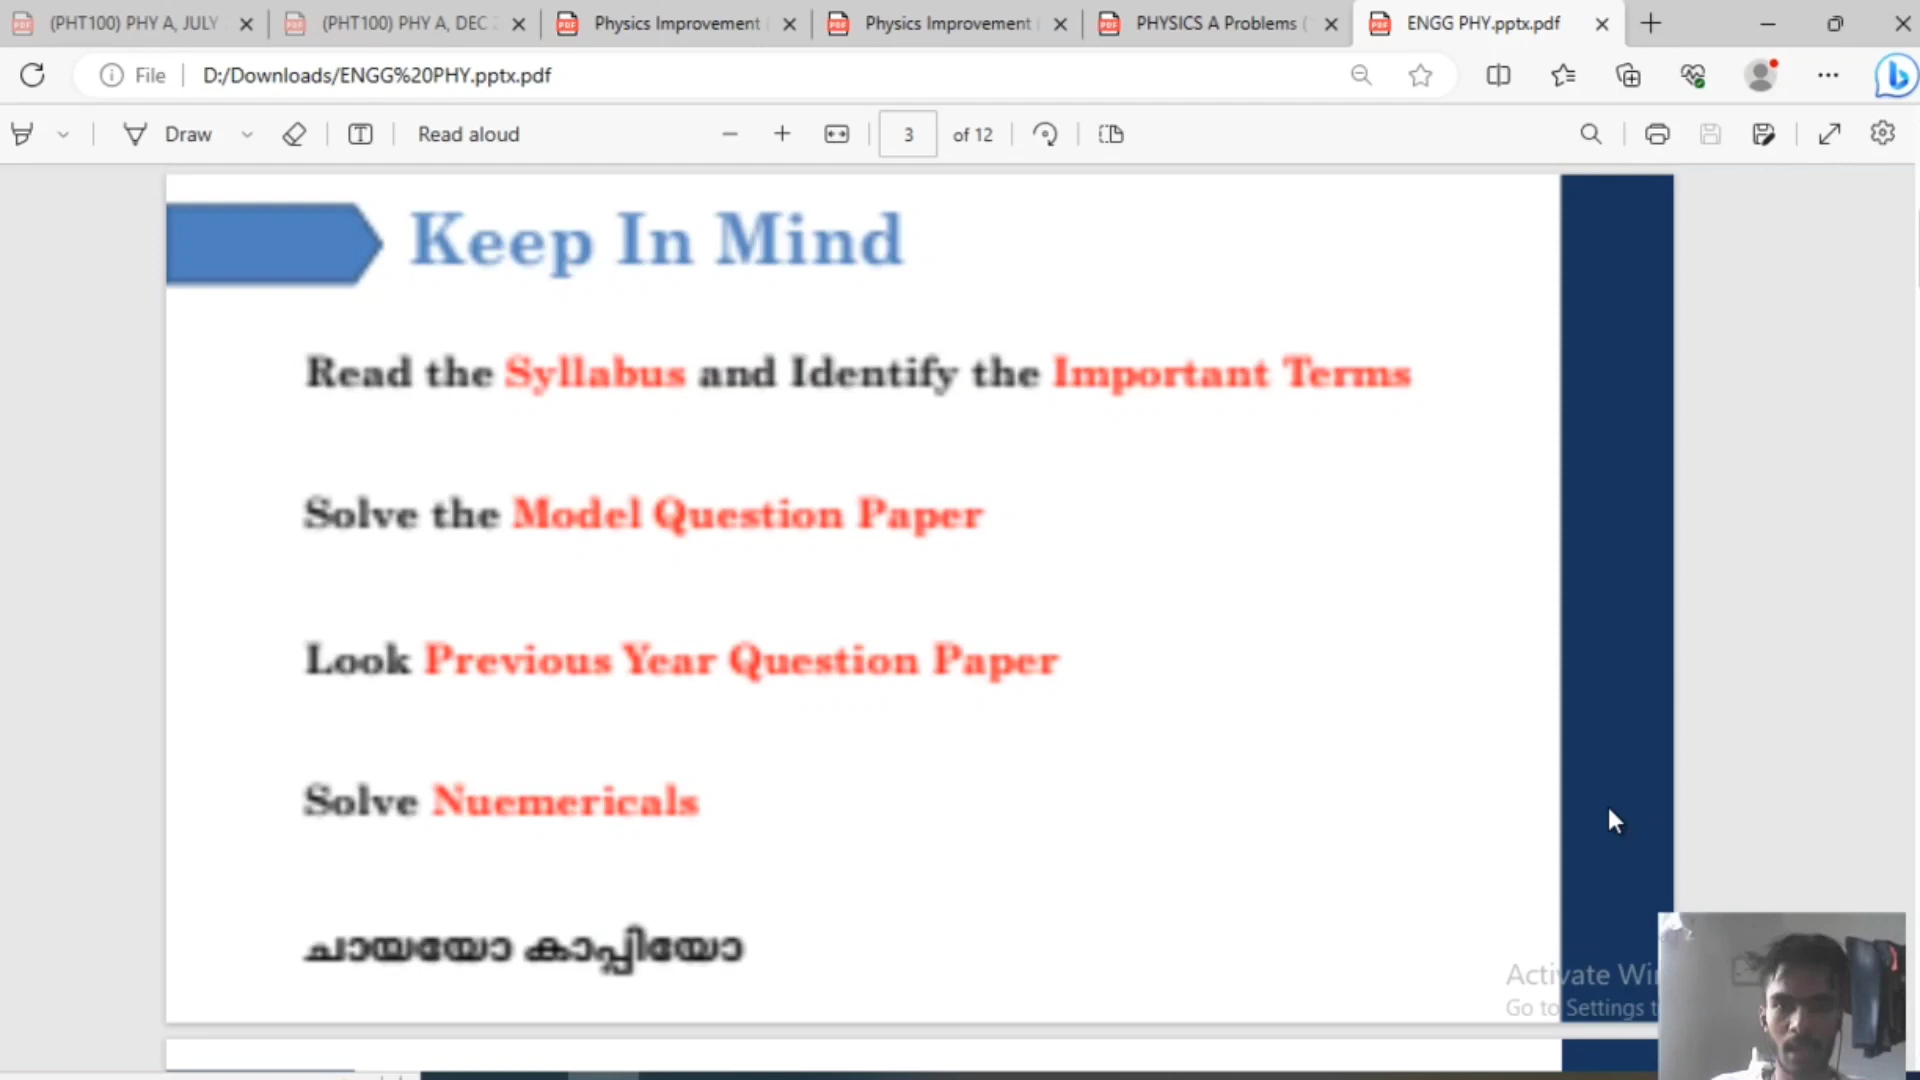 (PHT100) PHY A, JULY
(PHT100) PHY A, DEC
Physics Improvement
Physics Improvement
PHYSICS A Problems (
ENGG PHY.pptx.pdf
File
D:/Downloads/ENGG%20PHY.pptx.pdf
Draw
Read aloud
3 of 12
Keep In Mind
Read the Syllabus and Identify the Important Terms
Solve the Model Question Paper
Look Previous Year Question Paper
Solve Nuemericals
ചായയോ കാപ്പിയോ
Activate Wi
Go to Settings t